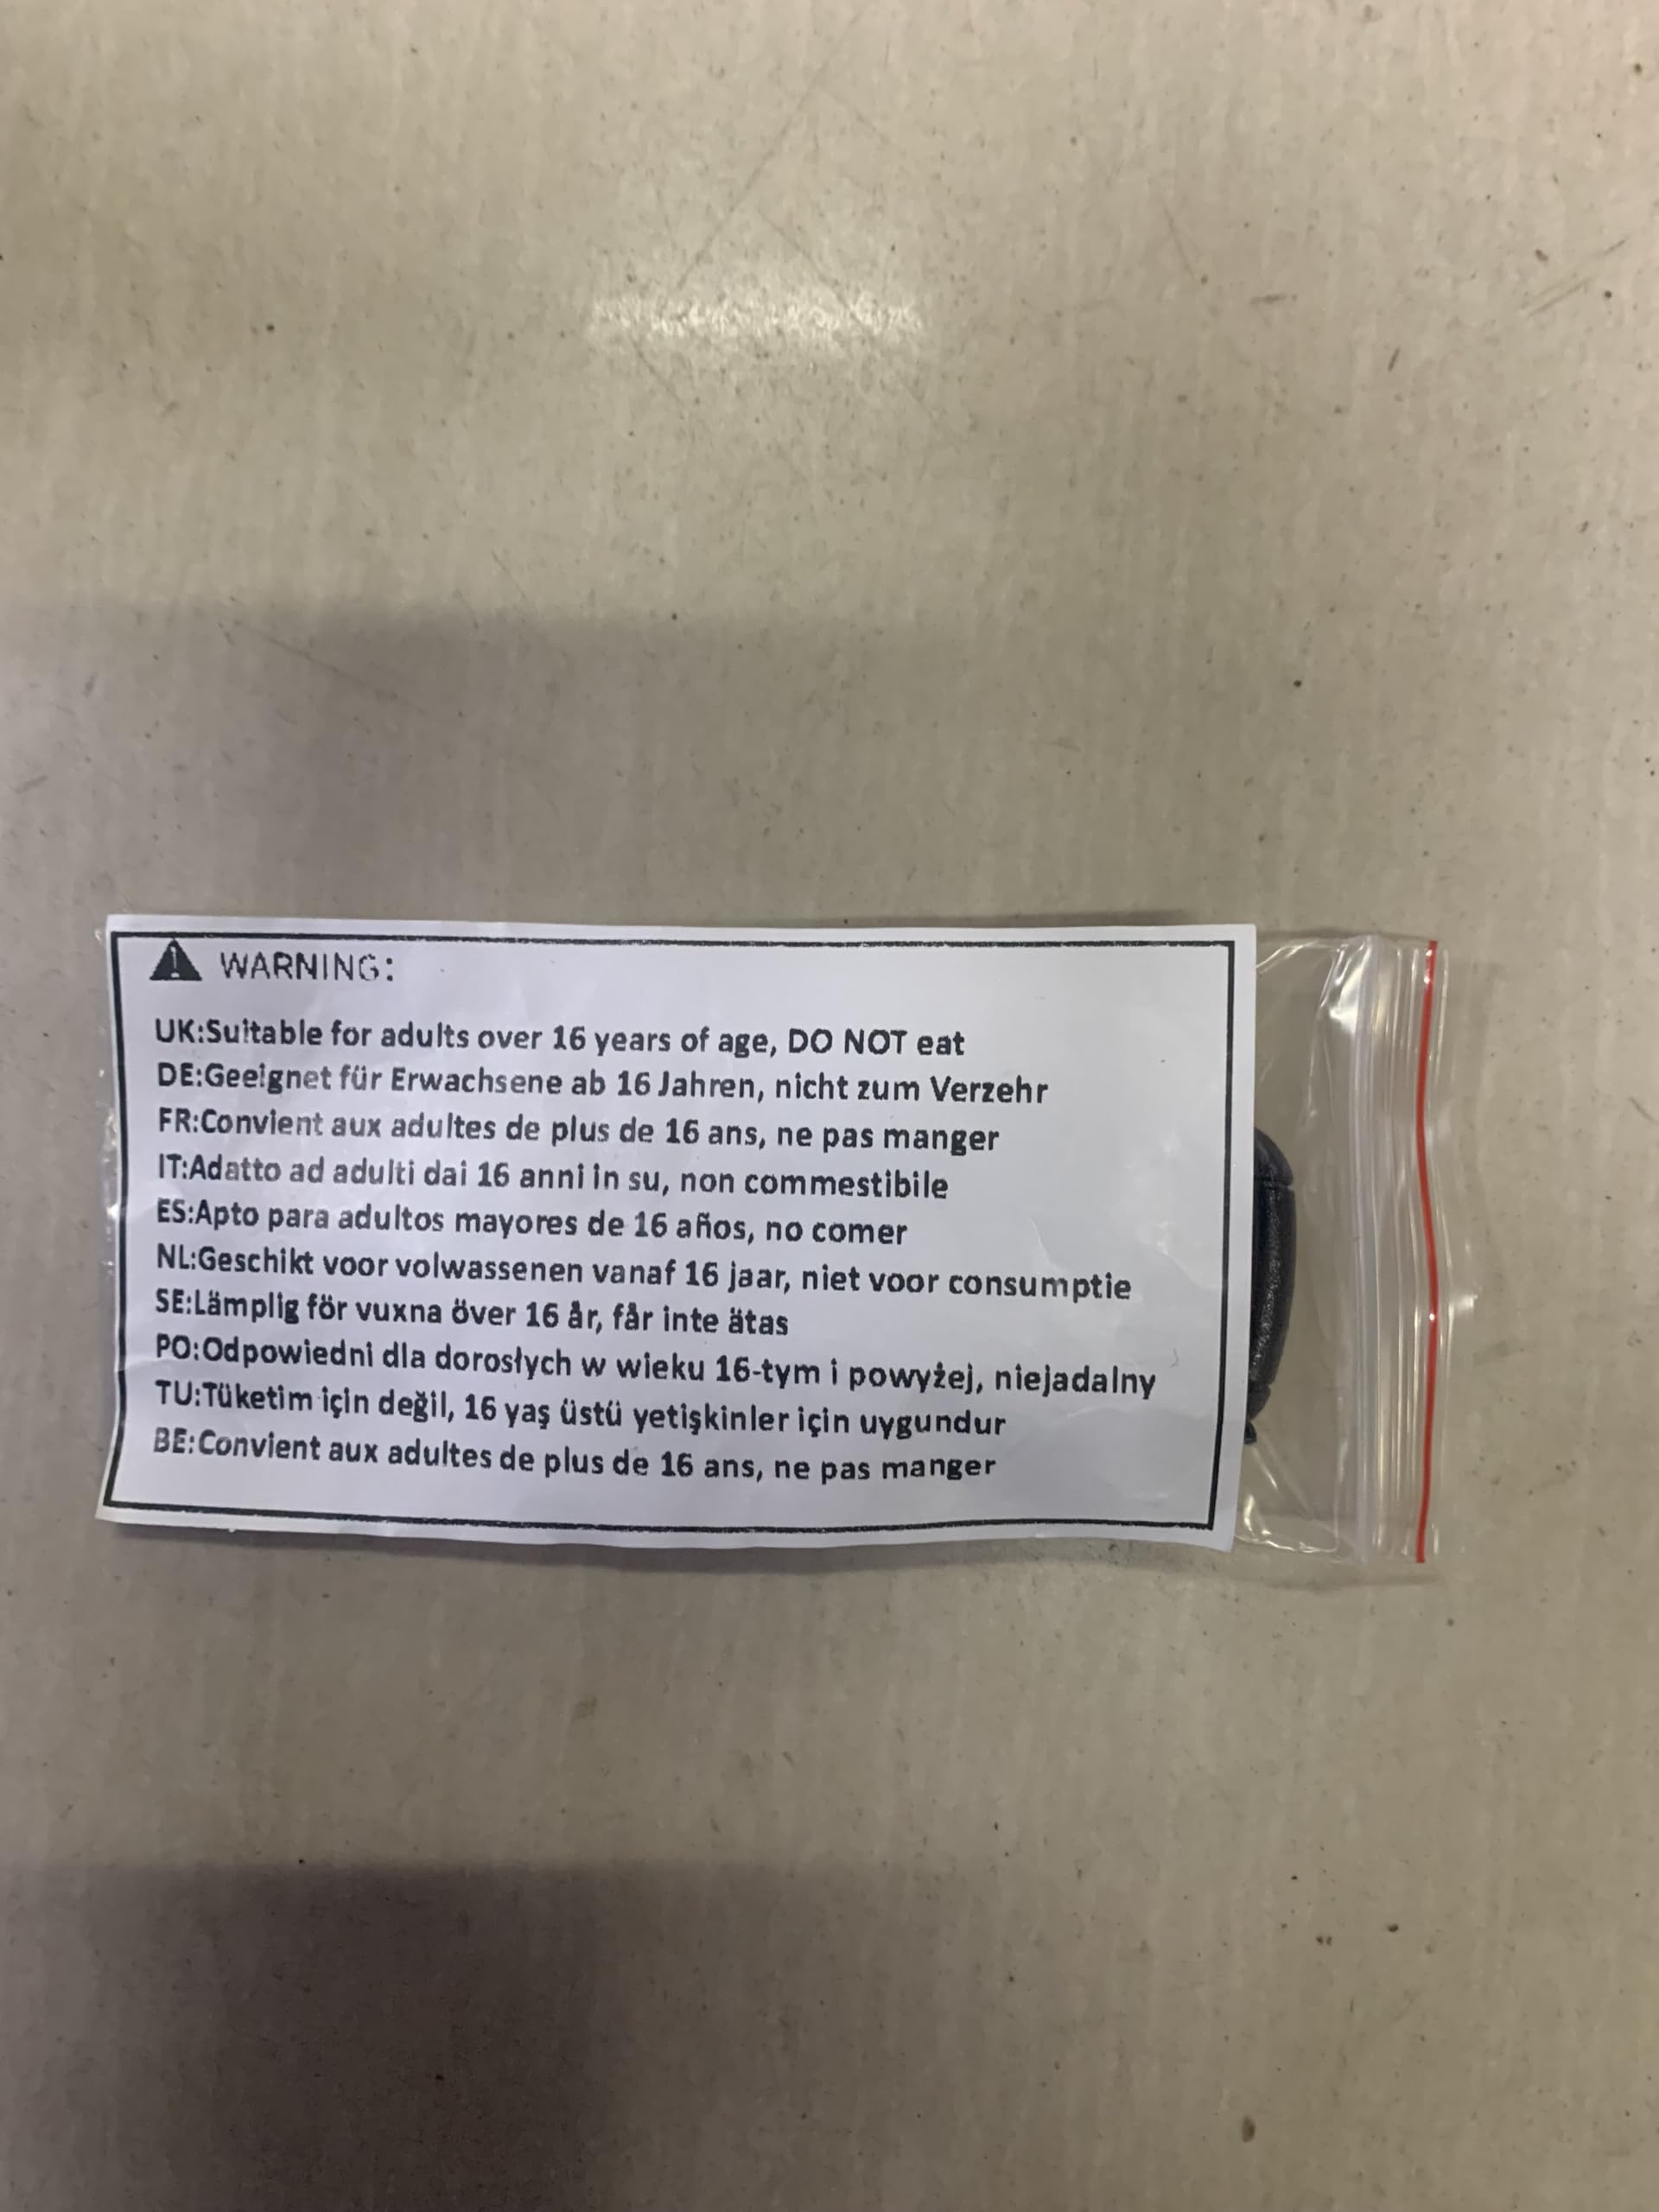 WARNING:
UK:Suitable for adults over 16 years of age, DO NOT eat
DE:Geeignet für Erwachsene ab 16 Jahren, nicht zum Verzehr
FR:Convient aux adultes de plus de 16 ans, ne pas manger
IT:Adatto ad adulti dai 16 anni in su, non commestibile
ES:Apto para adultos mayores de 16 años, no comer
NL:Geschikt voor volwassenen vanaf 16 jaar, niet voor consumptie
SE:Lämplig för vuxna över 16 år, får inte ätas
PO:Odpowiedni dla dorosłych w wieku 16-tym i powyżej, niejadalny
TU:Tüketim için değil, 16 yaş üstü yetişkinler için uygundur
BE:Convient aux adultes de plus de 16 ans, ne pas manger